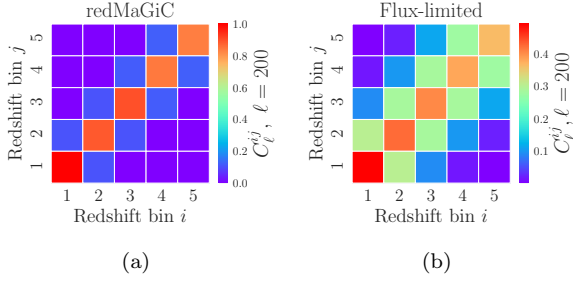 redMaGiC
5
4
3
2
1
Redshift bin j
1 2 3 4 5
Redshift bin i
1.0
0.8
0.6
0.4
0.2
0.0
C_ℓ^{ij}, ℓ = 200
(a)
Flux-limited
5
4
3
2
1
Redshift bin j
1 2 3 4 5
Redshift bin i
0.4
0.3
0.2
0.1
C_ℓ^{ij}, ℓ = 200
(b)